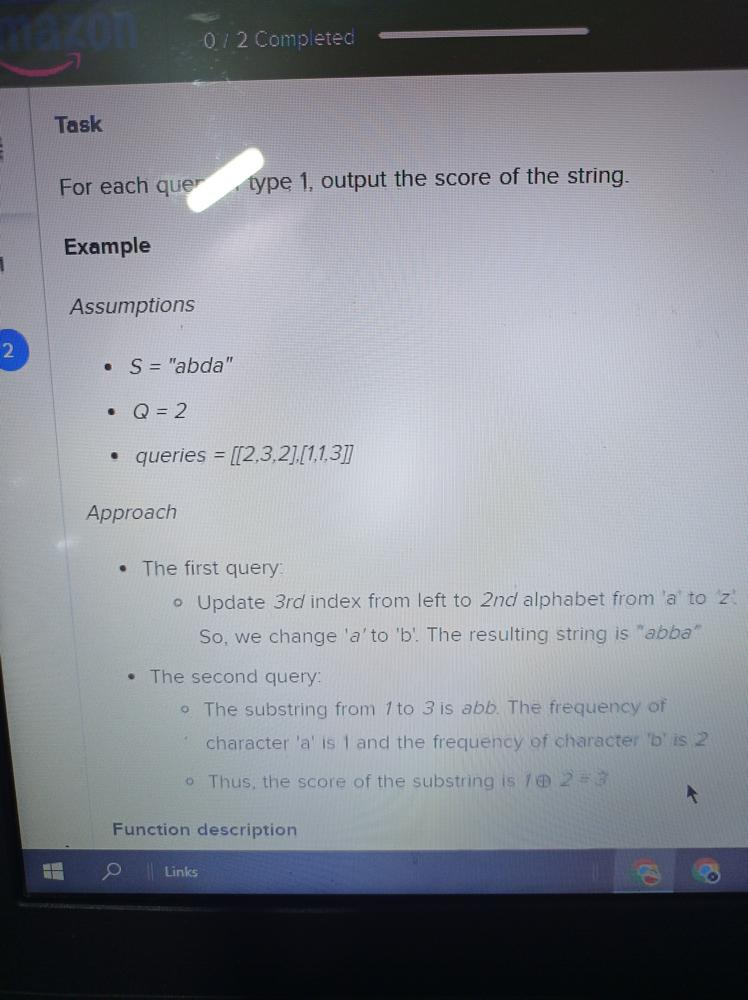 mazon
0 / 2 Completed
Task
For each type 1, output the score of the string.
Example
Assumptions
• S = "abda"
2
• Q = 2
• queries = [[2,3,2],[1,1,3]]
Approach
• The first query:
○ Update 3rd index from left to 2nd alphabet from 'a' to 'z'.
So, we change 'a' to 'b'. The resulting string is "abba"
• The second query:
○ The substring from 1 to 3 is abb. The frequency of
character 'a' is 1 and the frequency of character 'b' is 2
○ Thus, the score of the substring is 1 ⊕ 2 = 3
Function description
Links